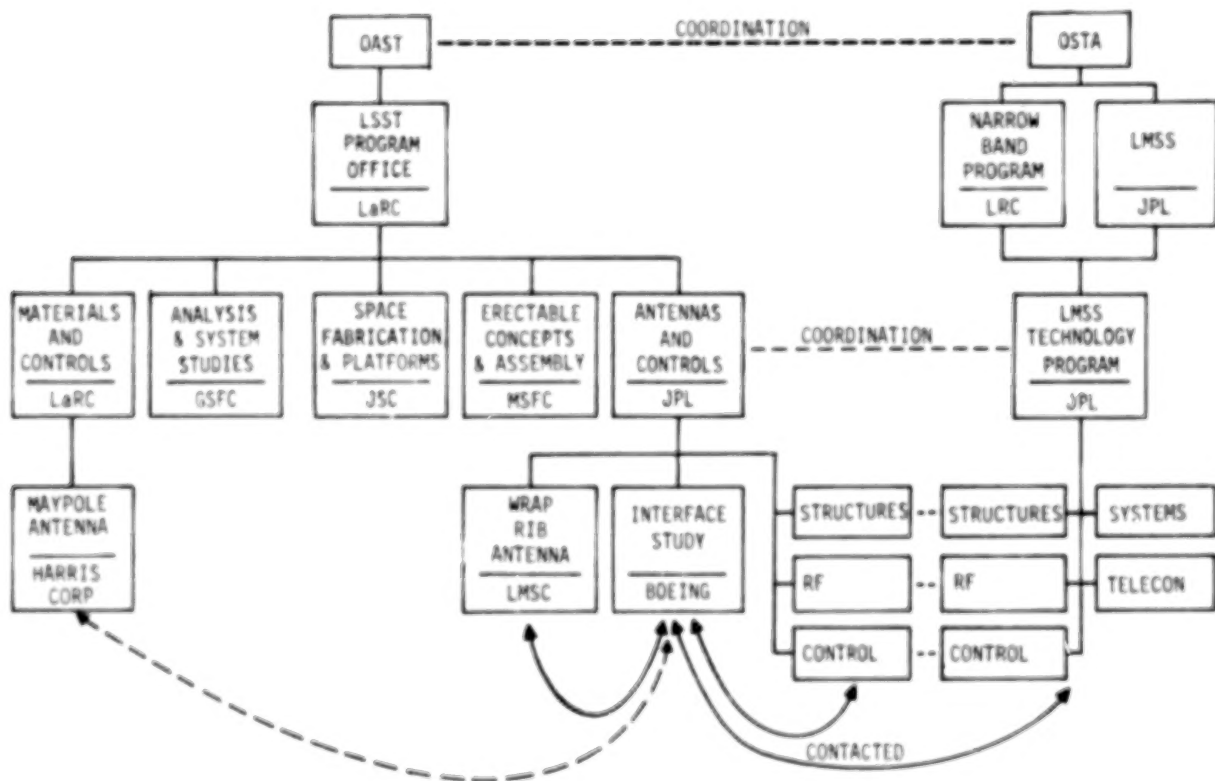 OAST
COORDINATION
OSTA
LSST
PROGRAM
OFFICE
LaRC
NARROW
BAND
PROGRAM
LRC
LMSS
JPL
MATERIALS
AND
CONTROLS
LaRC
ANALYSIS
& SYSTEM
STUDIES
GSFC
SPACE
FABRICATION
& PLATFORMS
JSC
ERECTABLE
CONCEPTS
& ASSEMBLY
MSFC
ANTENNAS
AND
CONTROLS
JPL
COORDINATION
LMSS
TECHNOLOGY
PROGRAM
JPL
MAYPOLE
ANTENNA
HARRIS
CORP
WRAP
RIB
ANTENNA
LMSC
INTERFACE
STUDY
BOEING
STRUCTURES
STRUCTURES
SYSTEMS
RF
RF
TELECON
CONTROL
CONTROL
CONTACTED